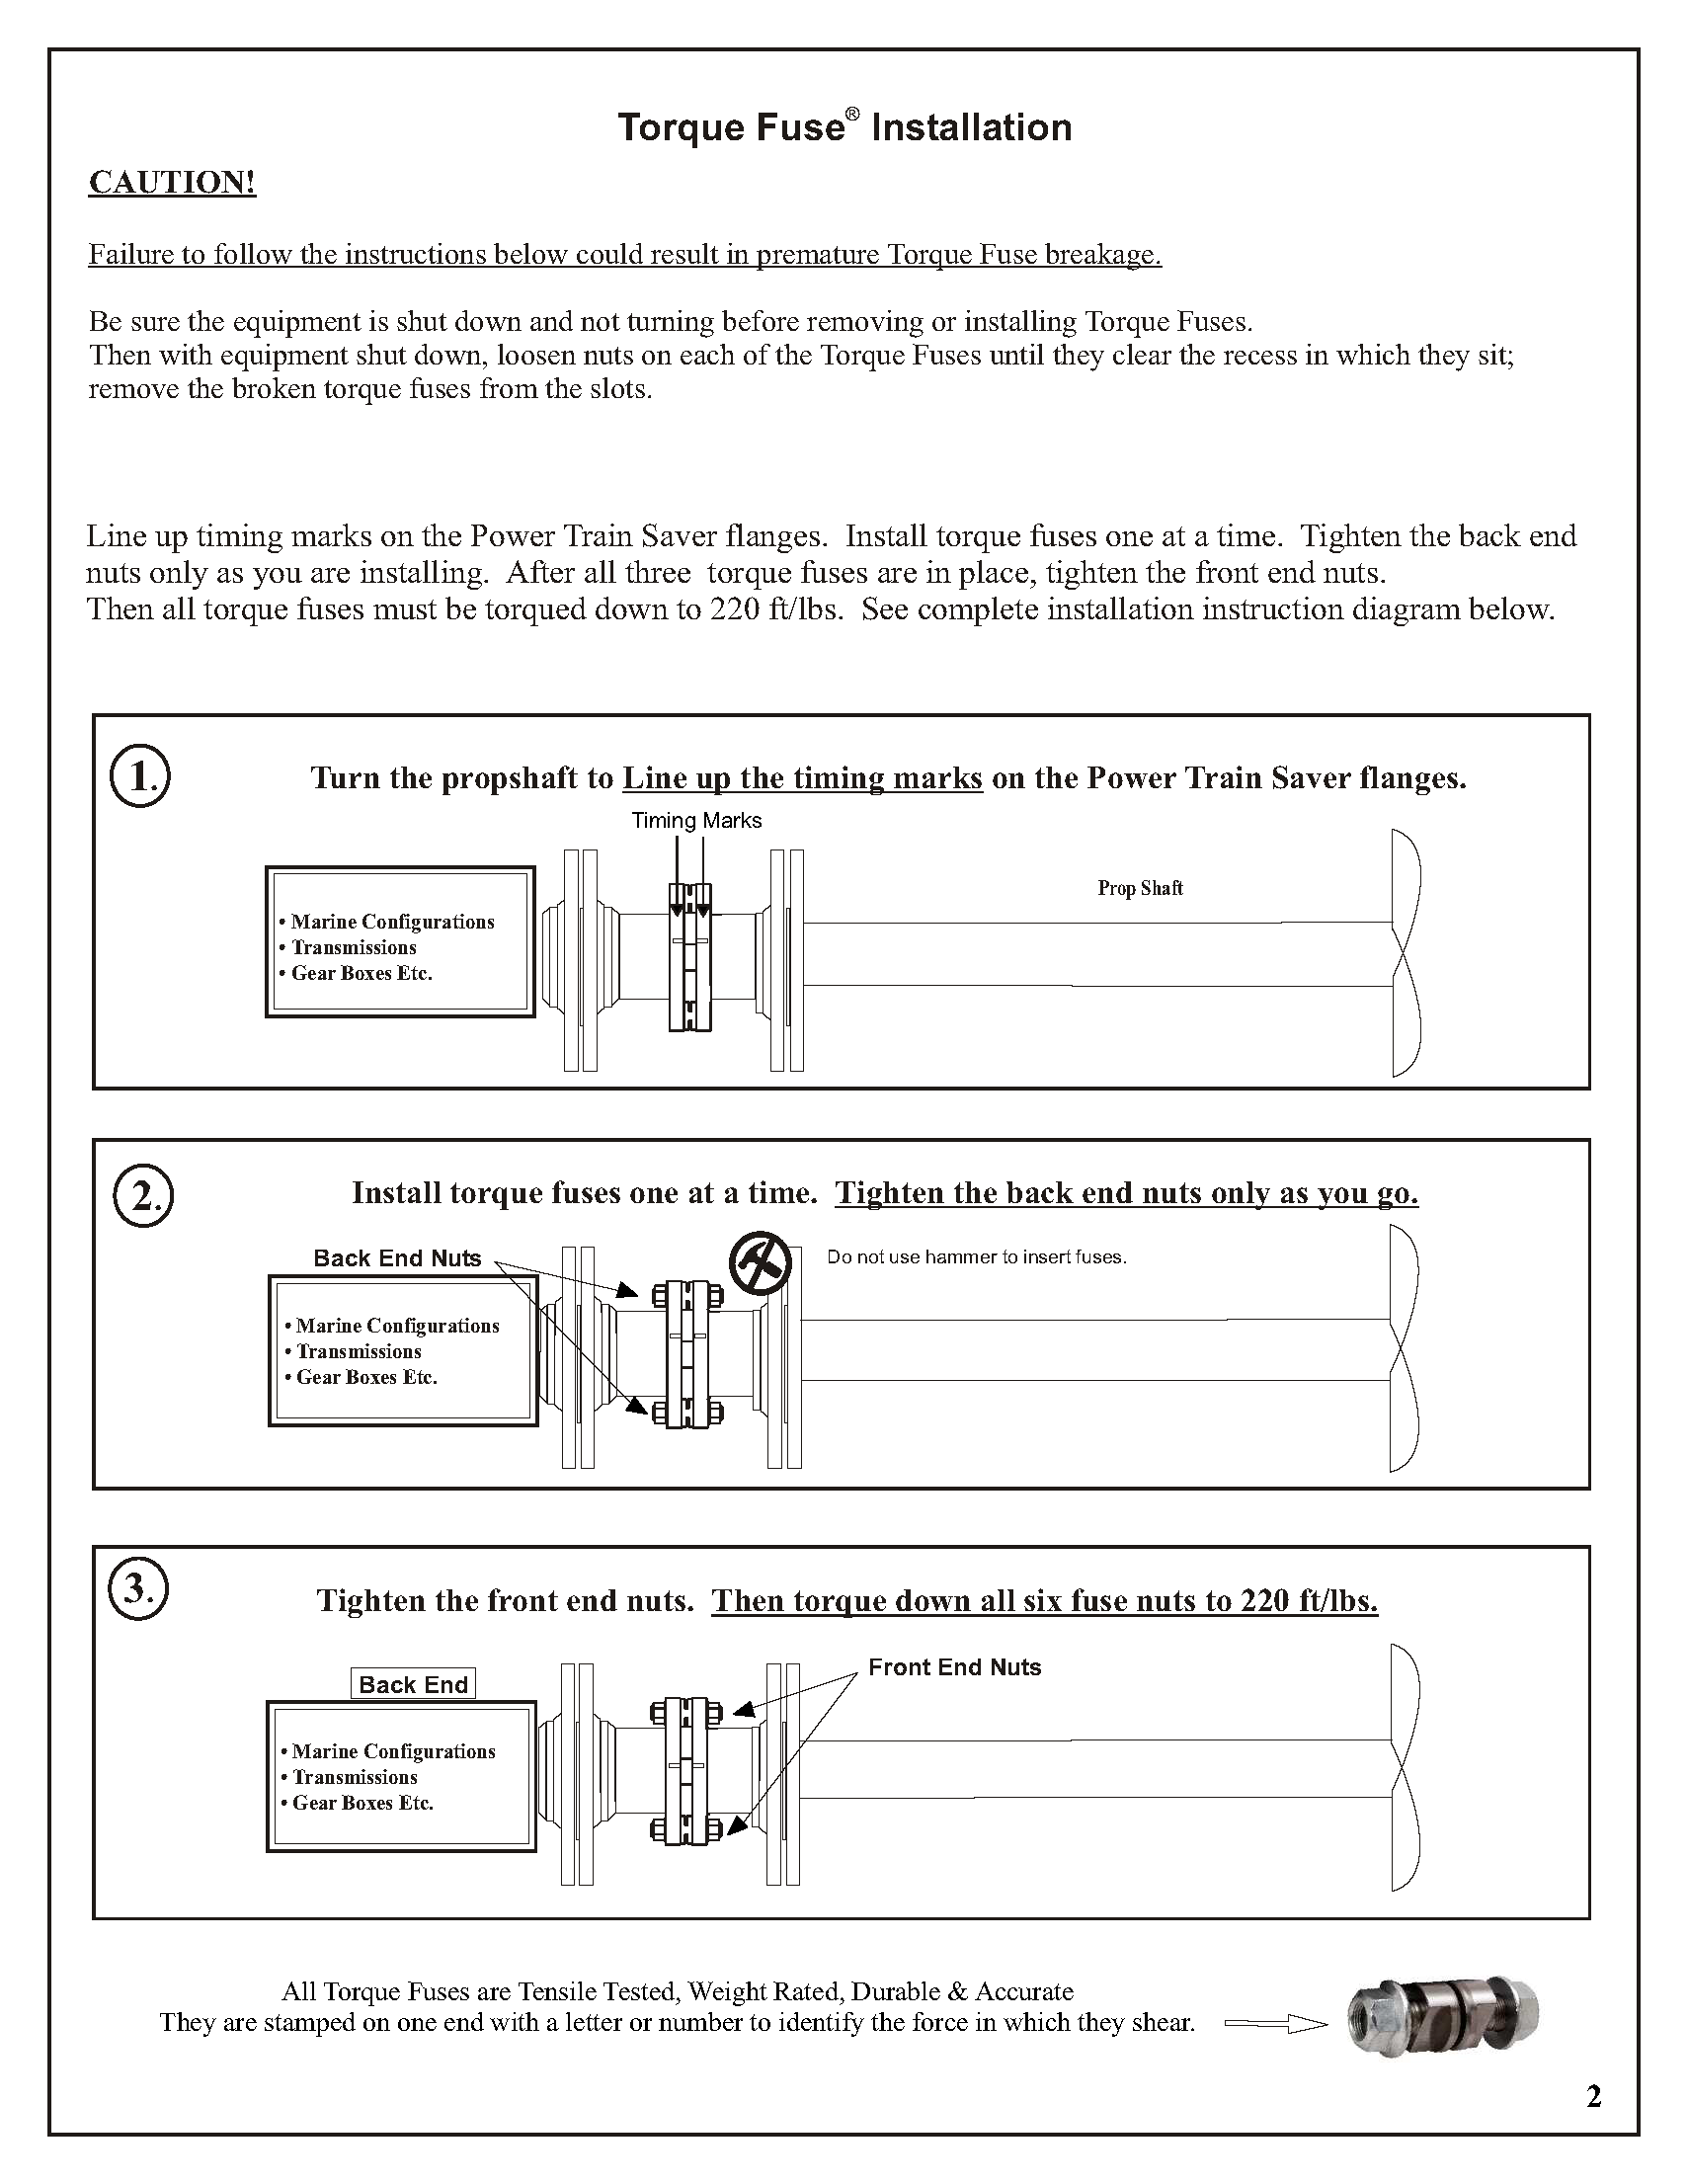 Torque Fuse® Installation
CAUTION!
Failure to follow the instructions below could result in premature Torque Fuse breakage.
Be sure the equipment is shut down and not turning before removing or installing Torque Fuses.
Then with equipment shut down, loosen nuts on each of the Torque Fuses until they clear the recess in which they sit;
remove the broken torque fuses from the slots.
Line up timing marks on the Power Train Saver flanges.  Install torque fuses one at a time.  Tighten the back end
nuts only as you are installing.  After all three  torque fuses are in place, tighten the front end nuts.
Then all torque fuses must be torqued down to 220 ft/lbs.  See complete installation instruction diagram below.
1.
Turn the propshaft to Line up the timing marks on the Power Train Saver flanges.
Timing Marks
Prop Shaft
• Marine Configurations
• Transmissions
• Gear Boxes Etc.
2.
Install torque fuses one at a time.  Tighten the back end nuts only as you go.
Back End Nuts
Do not use hammer to insert fuses.
• Marine Configurations
• Transmissions
• Gear Boxes Etc.
3.
Tighten the front end nuts.  Then torque down all six fuse nuts to 220 ft/lbs.
Front End Nuts
Back End
• Marine Configurations
• Transmissions
• Gear Boxes Etc.
All Torque Fuses are Tensile Tested, Weight Rated, Durable & Accurate
They are stamped on one end with a letter or number to identify the force in which they shear.
2